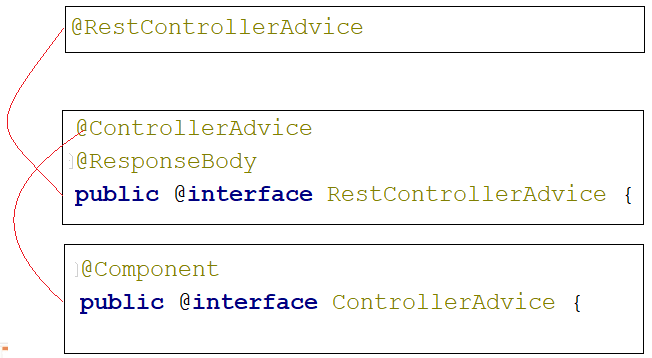 @RestControllerAdvice
@ControllerAdvice
@ResponseBody
public @interface RestControllerAdvice {
@Component
public @interface ControllerAdvice {